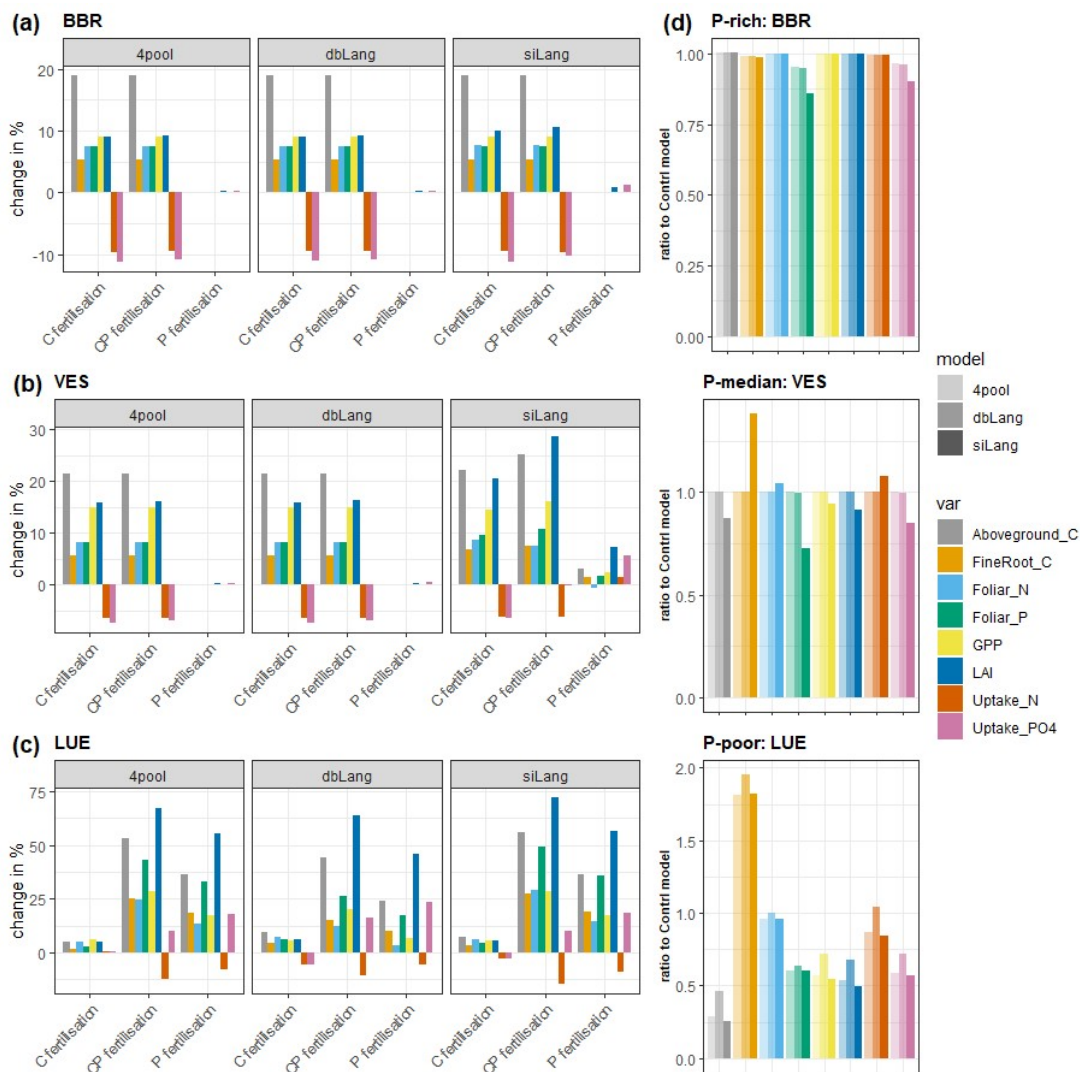 (a) BBR
4pool dbLang siLang
change in %
20
10
0
-10
C fertilisation CP fertilisation P fertilisation C fertilisation CP fertilisation P fertilisation C fertilisation CP fertilisation P fertilisation
(d) P-rich: BBR
ratio to Contrl model
1.00
0.75
0.50
0.25
0.00
(b) VES
4pool dbLang siLang
change in %
30
20
10
0
C fertilisation CP fertilisation P fertilisation C fertilisation CP fertilisation P fertilisation C fertilisation CP fertilisation P fertilisation
P-median: VES
ratio to Contrl model
1.0
0.5
0.0
(c) LUE
4pool dbLang siLang
change in %
75
50
25
0
C fertilisation CP fertilisation P fertilisation C fertilisation CP fertilisation P fertilisation C fertilisation CP fertilisation P fertilisation
P-poor: LUE
ratio to Contrl model
2.0
1.5
1.0
0.5
0.0
model
4pool
dbLang
siLang
var
Aboveground_C
FineRoot_C
Foliar_N
Foliar_P
GPP
LAI
Uptake_N
Uptake_PO4